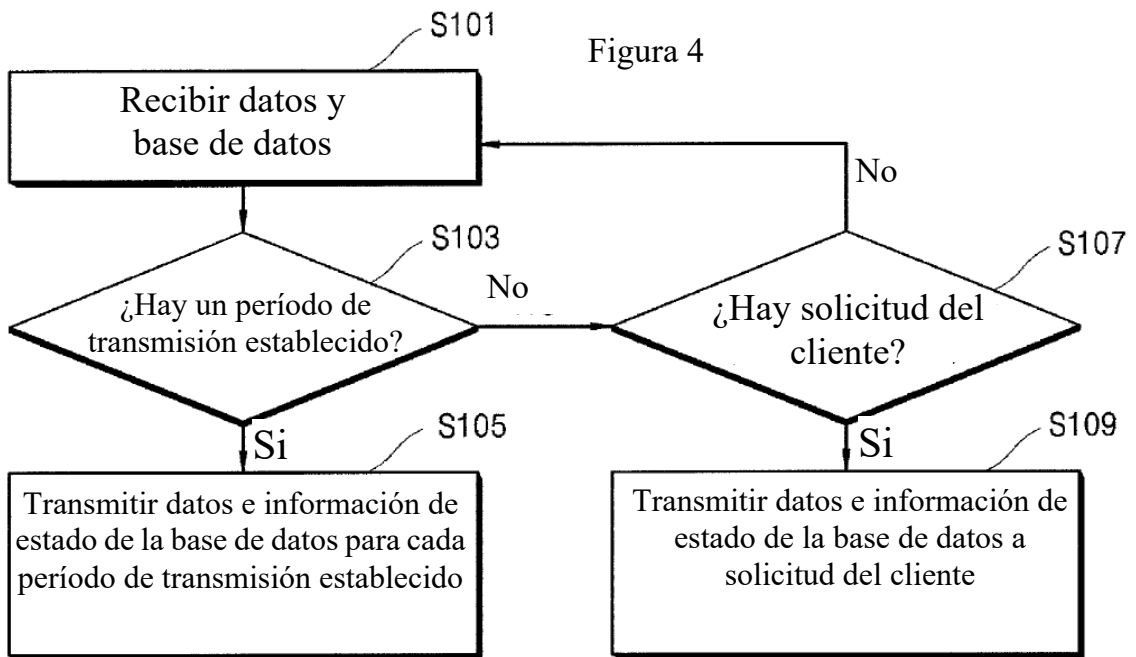 S101
Figura 4
Recibir datos y
base de datos
No
S103
¿Hay un período de
transmisión establecido?
No
S107
¿Hay solicitud del
cliente?
Si
S105
Transmitir datos e información de
estado de la base de datos para cada
período de transmisión establecido
Si
S109
Transmitir datos e información de
estado de la base de datos a
solicitud del cliente